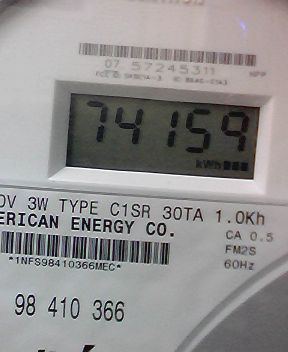 07 57245311
74159
kWh
0V 3W TYPE C1SR 30TA 1.0Kh
ERICAN ENERGY CO.
CA 0.5
FM2S
*1NFS98410366MEC*
60Hz
98 410 366